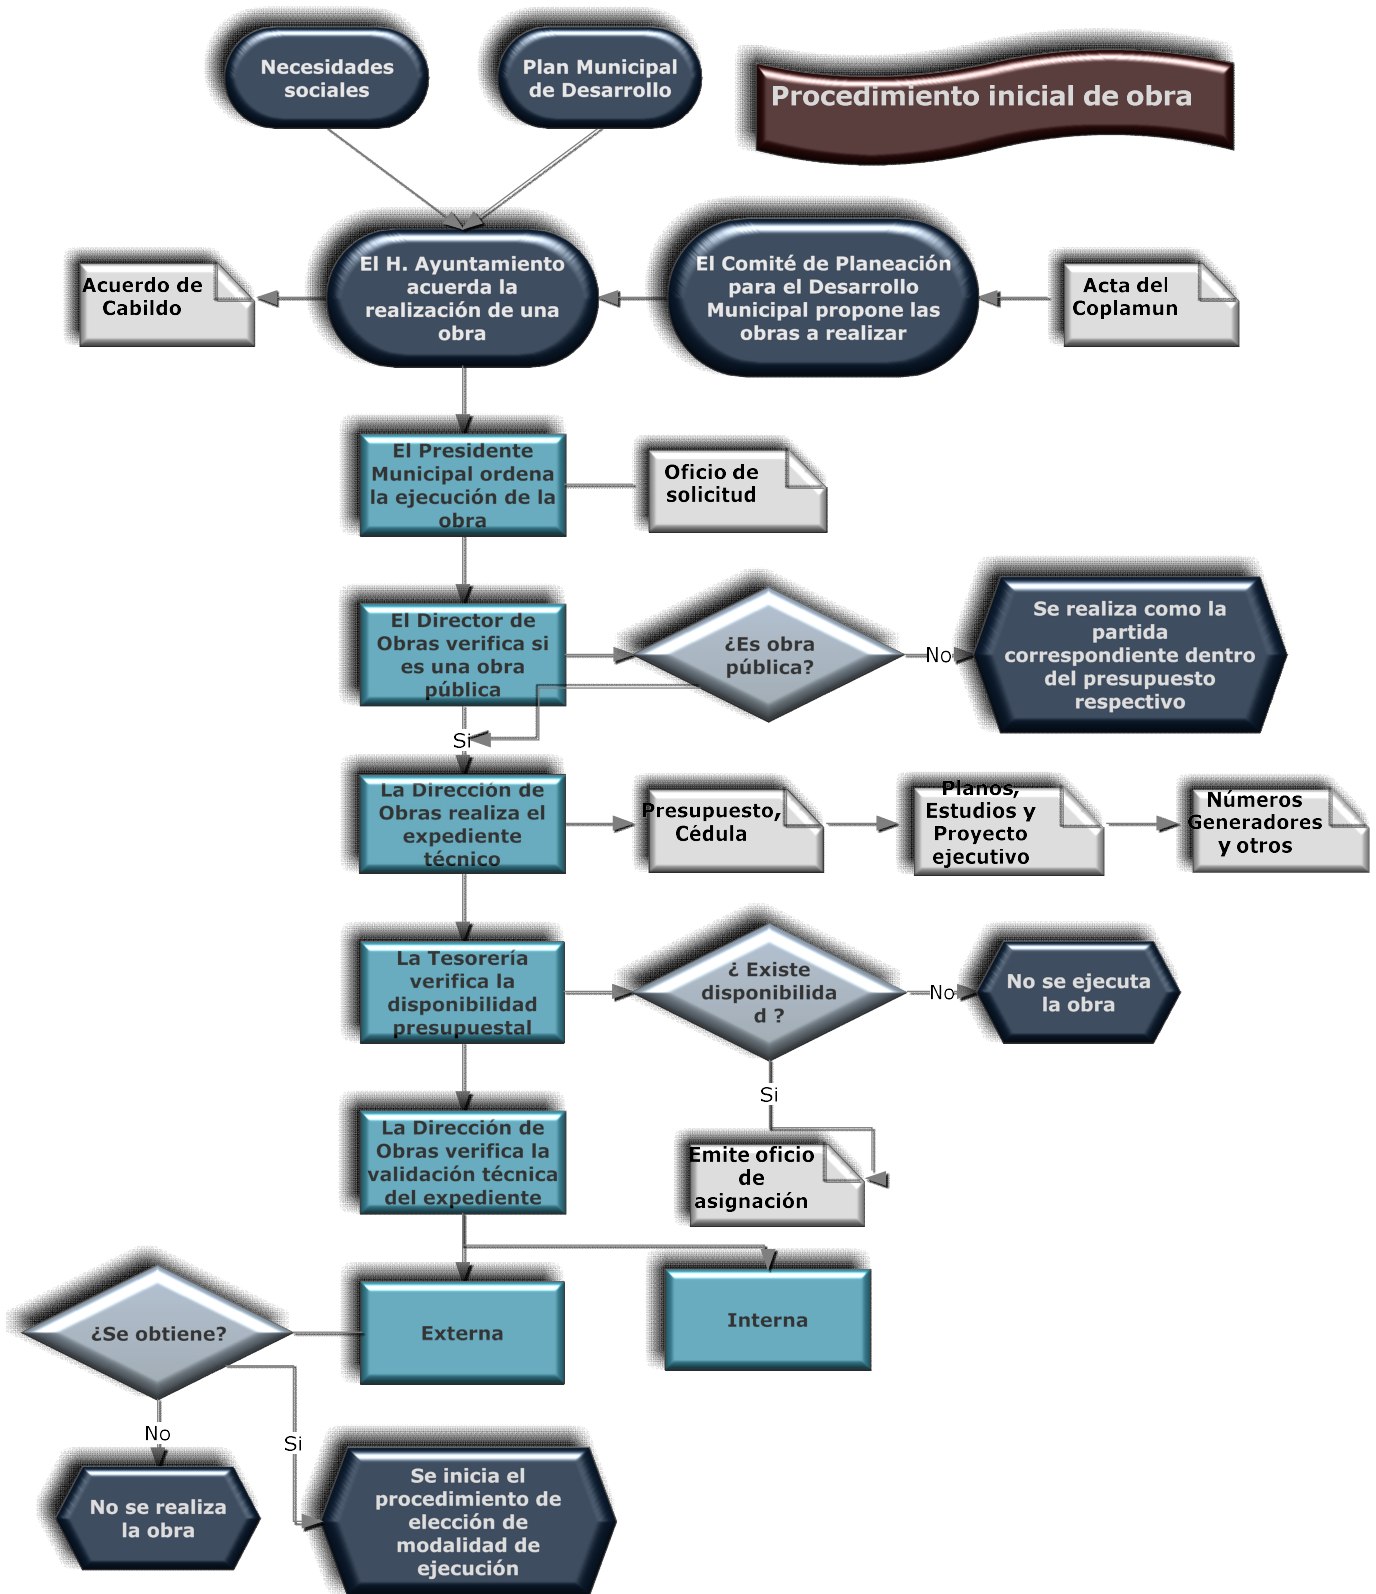 Necesidades
sociales
Plan Municipal
de Desarrollo
Procedimiento inicial de obra
Acuerdo de
Cabildo
El H. Ayuntamiento
acuerda la
realización de una
obra
El Comité de Planeación
para el Desarrollo
Municipal propone las
obras a realizar
Acta del
Coplamun
El Presidente
Municipal ordena
la ejecución de la
obra
Oficio de
solicitud
El Director de
Obras verifica si
es una obra
pública
¿Es obra
pública?
No
Se realiza como la
partida
correspondiente dentro
del presupuesto
respectivo
Si
La Dirección de
Obras realiza el
expediente
técnico
Presupuesto,
Cédula
Planos,
Estudios y
Proyecto
ejecutivo
Números
Generadores
y otros
La Tesorería
verifica la
disponibilidad
presupuestal
¿ Existe
disponibilida
d ?
No
No se ejecuta
la obra
Si
La Dirección de
Obras verifica la
validación técnica
del expediente
Emite oficio
de
asignación
¿Se obtiene?
Externa
Interna
No
Si
No se realiza
la obra
Se inicia el
procedimiento de
elección de
modalidad de
ejecución